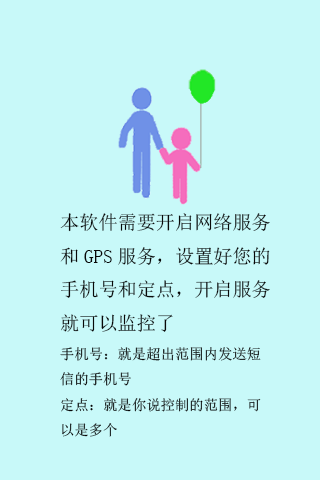 本软件需要开启网络服务
和GPS服务，设置好您的
手机号和定点，开启服务
就可以监控了
手机号：就是超出范围内发送短
信的手机号
定点：就是你说控制的范围，可
以是多个